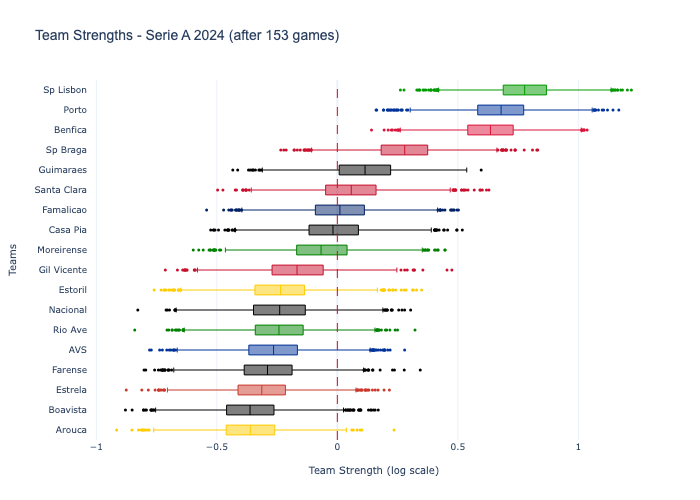 Team Strengths - Serie A 2024 (after 153 games)
Sp Lisbon
Porto
Benfica
Sp Braga
Guimaraes
Santa Clara
Famalicao
Casa Pia
Moreirense
Gil Vicente
Estoril
Nacional
Rio Ave
AVS
Farense
Estrela
Boavista
Arouca
Teams
−1
−0.5
0
0.5
1
Team Strength (log scale)